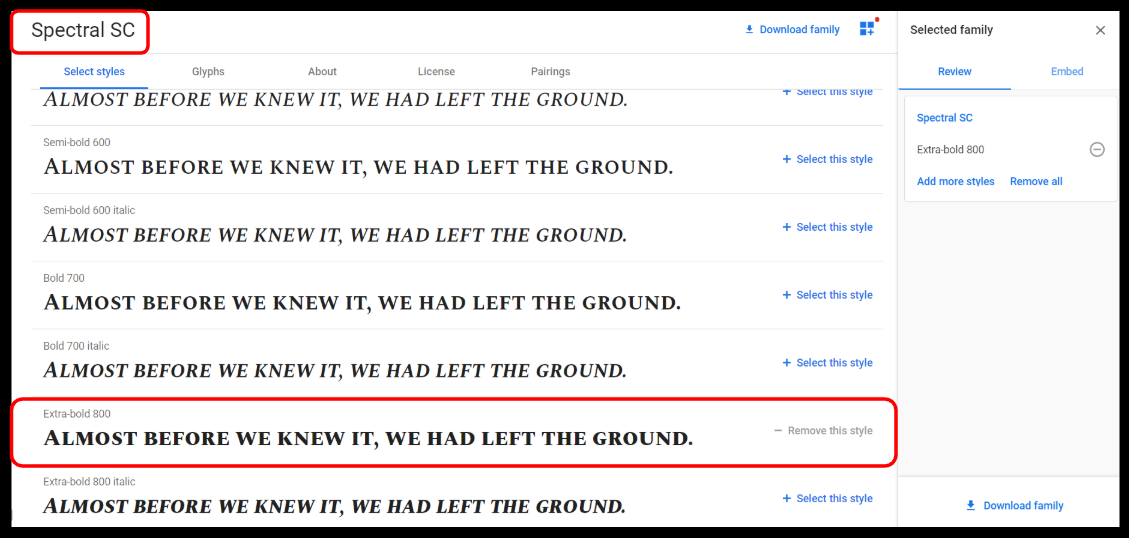 Spectral SC
Download family
Select styles
Glyphs
About
License
Pairings
ALMOST BEFORE WE KNEW IT, WE HAD LEFT THE GROUND.
+ Select this style
Semi-bold 600
ALMOST BEFORE WE KNEW IT, WE HAD LEFT THE GROUND.
+ Select this style
Semi-bold 600 italic
ALMOST BEFORE WE KNEW IT, WE HAD LEFT THE GROUND.
+ Select this style
Bold 700
ALMOST BEFORE WE KNEW IT, WE HAD LEFT THE GROUND.
+ Select this style
Bold 700 italic
ALMOST BEFORE WE KNEW IT, WE HAD LEFT THE GROUND.
+ Select this style
Extra-bold 800
ALMOST BEFORE WE KNEW IT, WE HAD LEFT THE GROUND.
− Remove this style
Extra-bold 800 italic
ALMOST BEFORE WE KNEW IT, WE HAD LEFT THE GROUND.
+ Select this style
Selected family
Review
Embed
Spectral SC
Extra-bold 800
Add more styles
Remove all
Download family